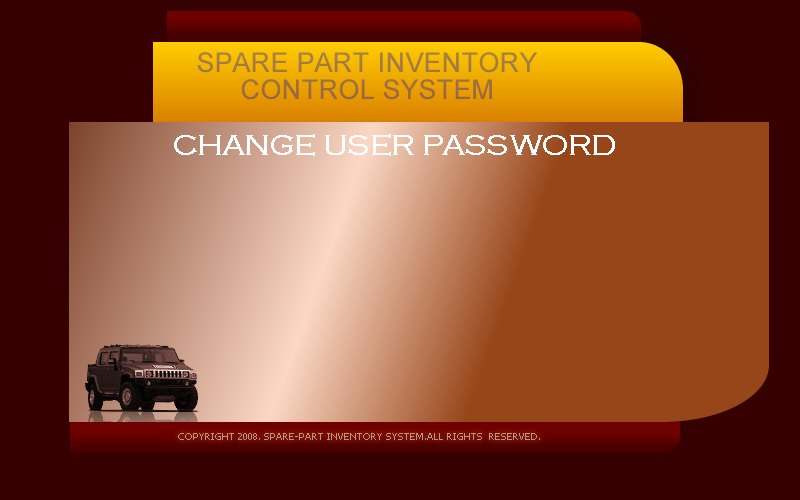 SPARE PART INVENTORY
CONTROL SYSTEM
CHANGE USER PASSWORD
COPYRIGHT 2008. SPARE-PART INVENTORY SYSTEM.ALL RIGHTS  RESERVED.